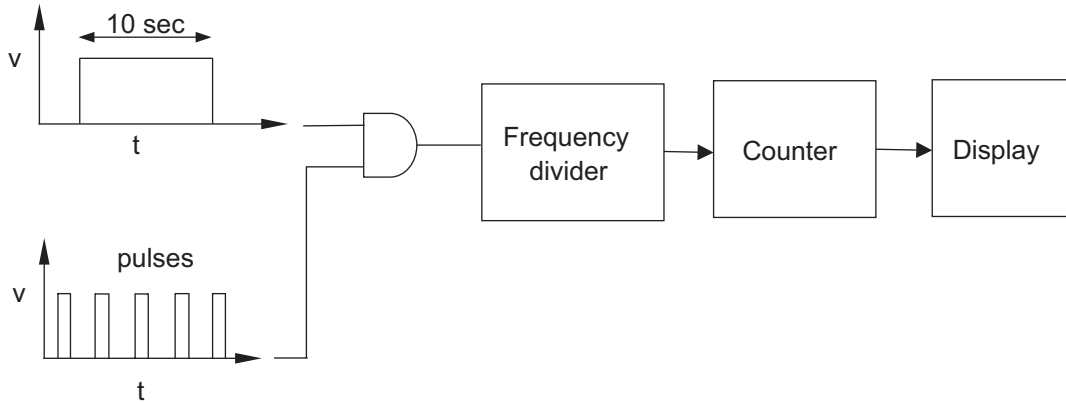 10 sec
v
t
Frequency
divider
Counter
Display
pulses
v
t